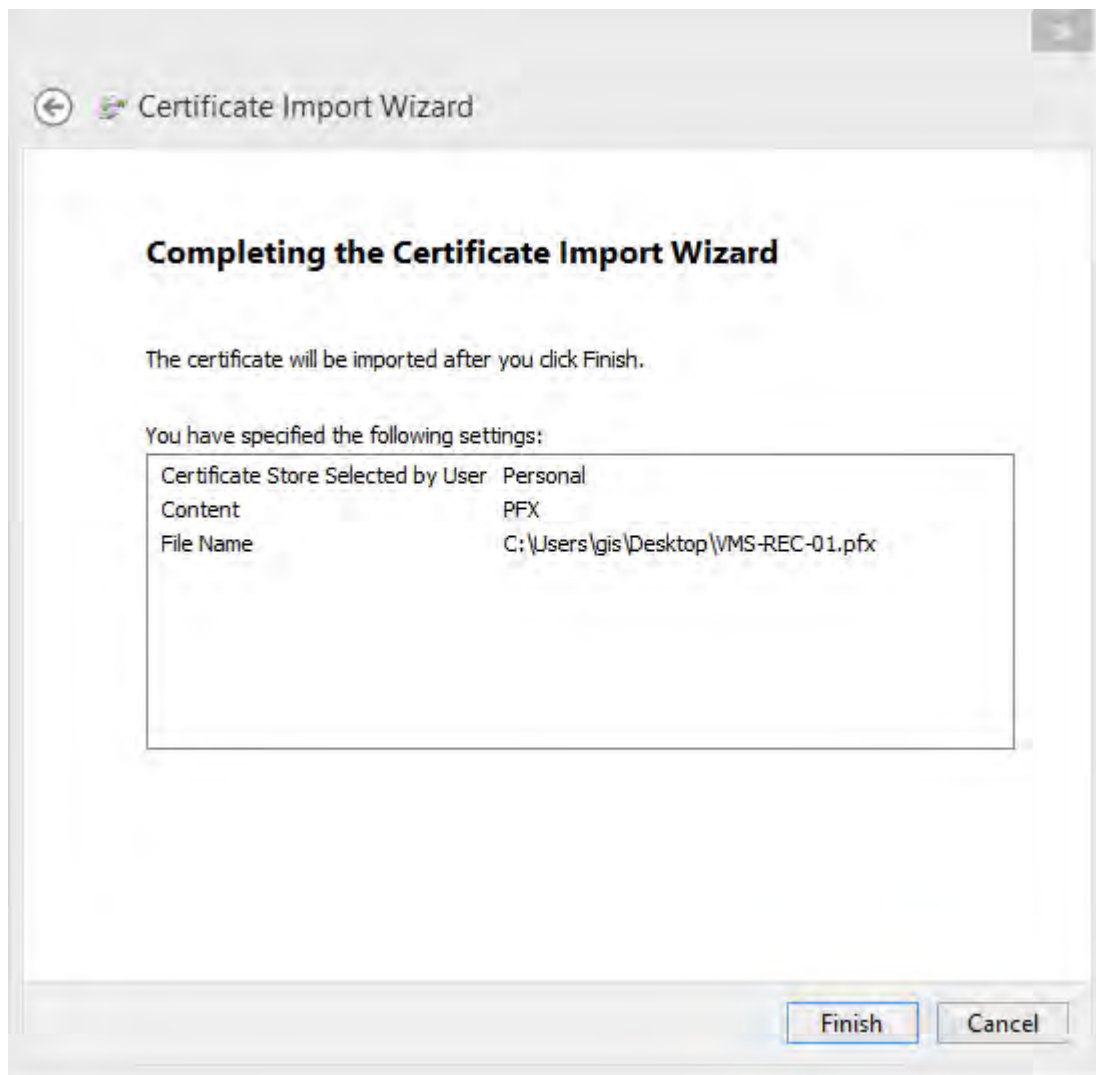 Certificate Import Wizard
Completing the Certificate Import Wizard
The certificate will be imported after you click Finish.
You have specified the following settings:
Certificate Store Selected by User Personal
Content PFX
File Name C:\Users\gis\Desktop\VMS-REC-01.pfx
Finish Cancel